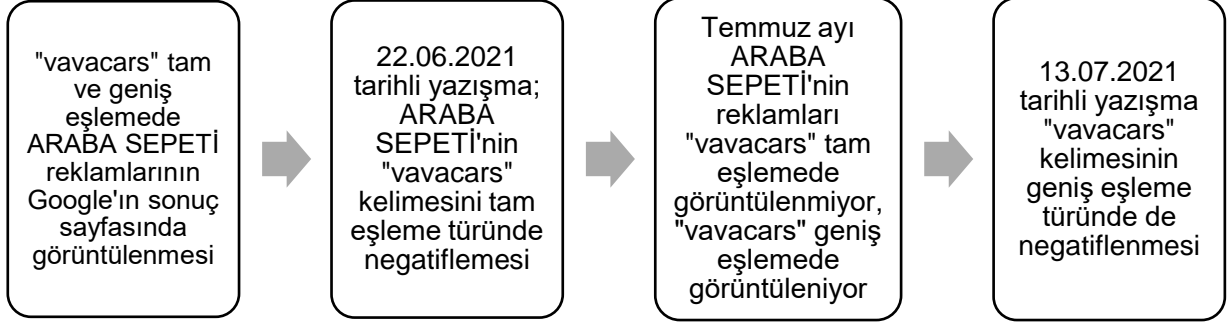 "vavacars" tam
ve geniş
eşlemede
ARABA SEPETİ
reklamlarının
Google'ın sonuç
sayfasında
görüntülenmesi
22.06.2021
tarihli yazışma;
ARABA
SEPETİ'nin
"vavacars"
kelimesini tam
eşleme türünde
negatiflemesi
Temmuz ayı
ARABA
SEPETİ'nin
reklamları
"vavacars" tam
eşlemede
görüntülenmiyor,
"vavacars" geniş
eşlemede
görüntüleniyor
13.07.2021
tarihli yazışma
"vavacars"
kelimesinin
geniş eşleme
türünde de
negatiflenmesi